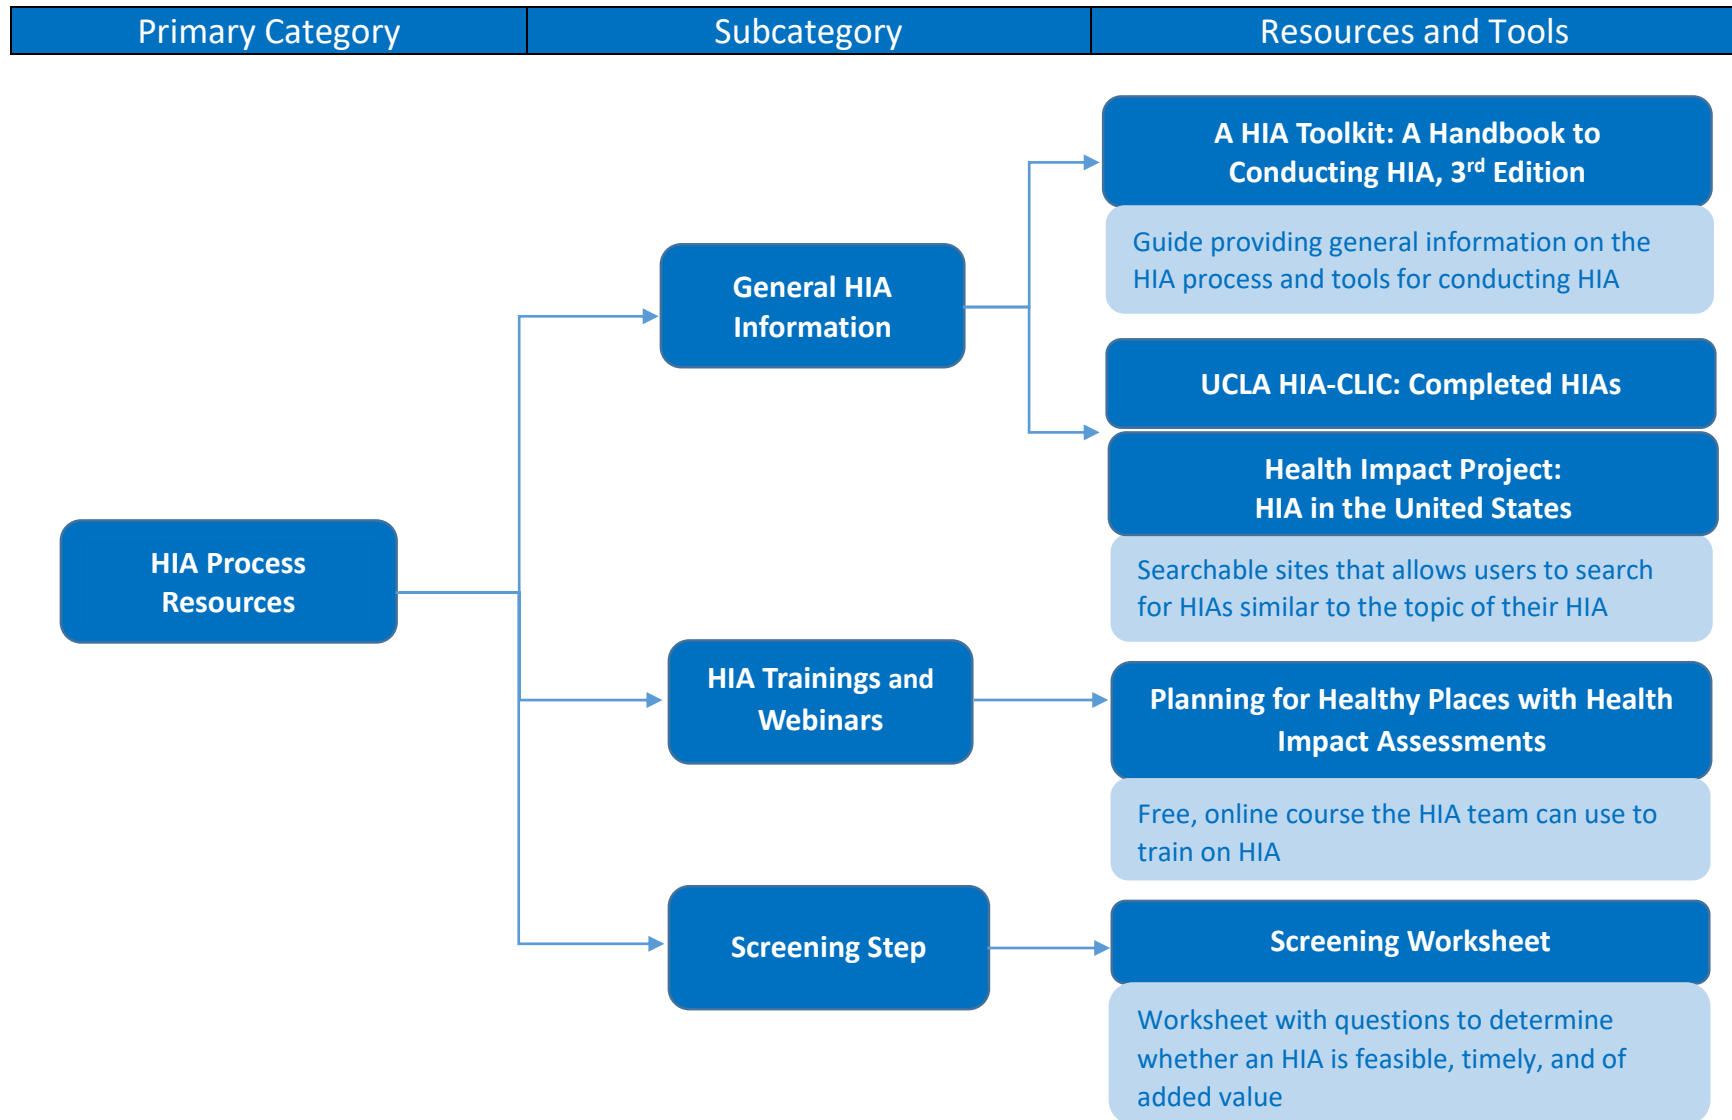 Primary Category
Subcategory
Resources and Tools
A HIA Toolkit: A Handbook to
Conducting HIA, 3rd Edition
Guide providing general information on the
HIA process and tools for conducting HIA
General HIA
Information
UCLA HIA-CLIC: Completed HIAs
Health Impact Project:
HIA in the United States
Searchable sites that allows users to search
for HIAs similar to the topic of their HIA
HIA Process
Resources
HIA Trainings and
Webinars
Planning for Healthy Places with Health
Impact Assessments
Free, online course the HIA team can use to
train on HIA
Screening Step
Screening Worksheet
Worksheet with questions to determine
whether an HIA is feasible, timely, and of
added value